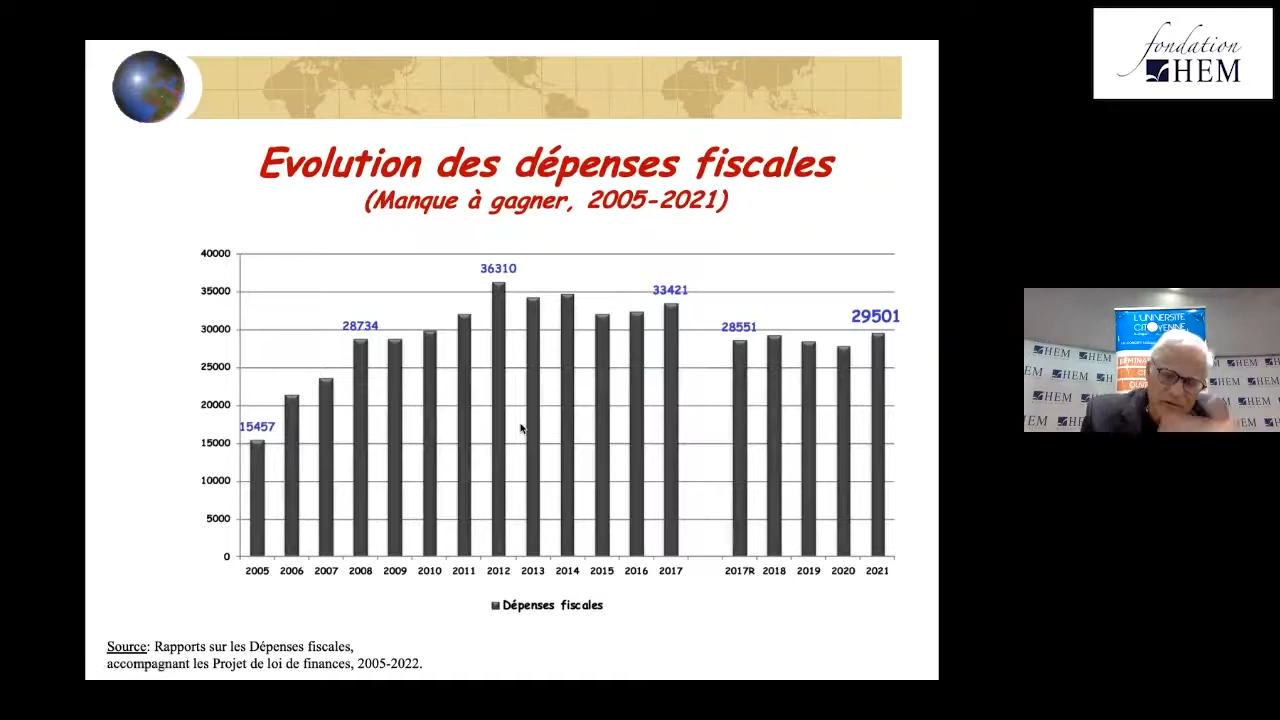 fondation
HEM
Evolution des dépenses fiscales
(Manque à gagner, 2005-2021)
40000
35000
30000
25000
20000
15000
10000
5000
0
15457
28734
36310
33421
28551
29501
2005 2006 2007 2008 2009 2010 2011 2012 2013 2014 2015 2016 2017 2017R 2018 2019 2020 2021
Dépenses fiscales
Source: Rapports sur les Dépenses fiscales,
accompagnant les Projet de loi de finances, 2005-2022.
L'UNIVERSITÉ
CITOYENNE
HEM HEM HEM HEM HEM
HEM HEM HEM HEM
HEM HEM HEM